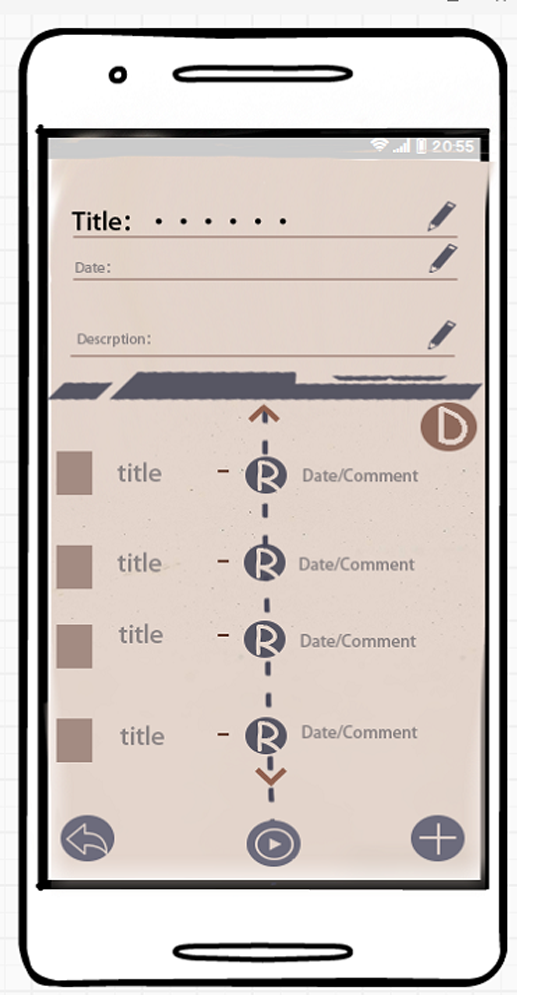 20:55
Title: . . . . . .
Date:
Descrption:
D
title - R Date/Comment
title - R Date/Comment
title - R Date/Comment
title - R Date/Comment